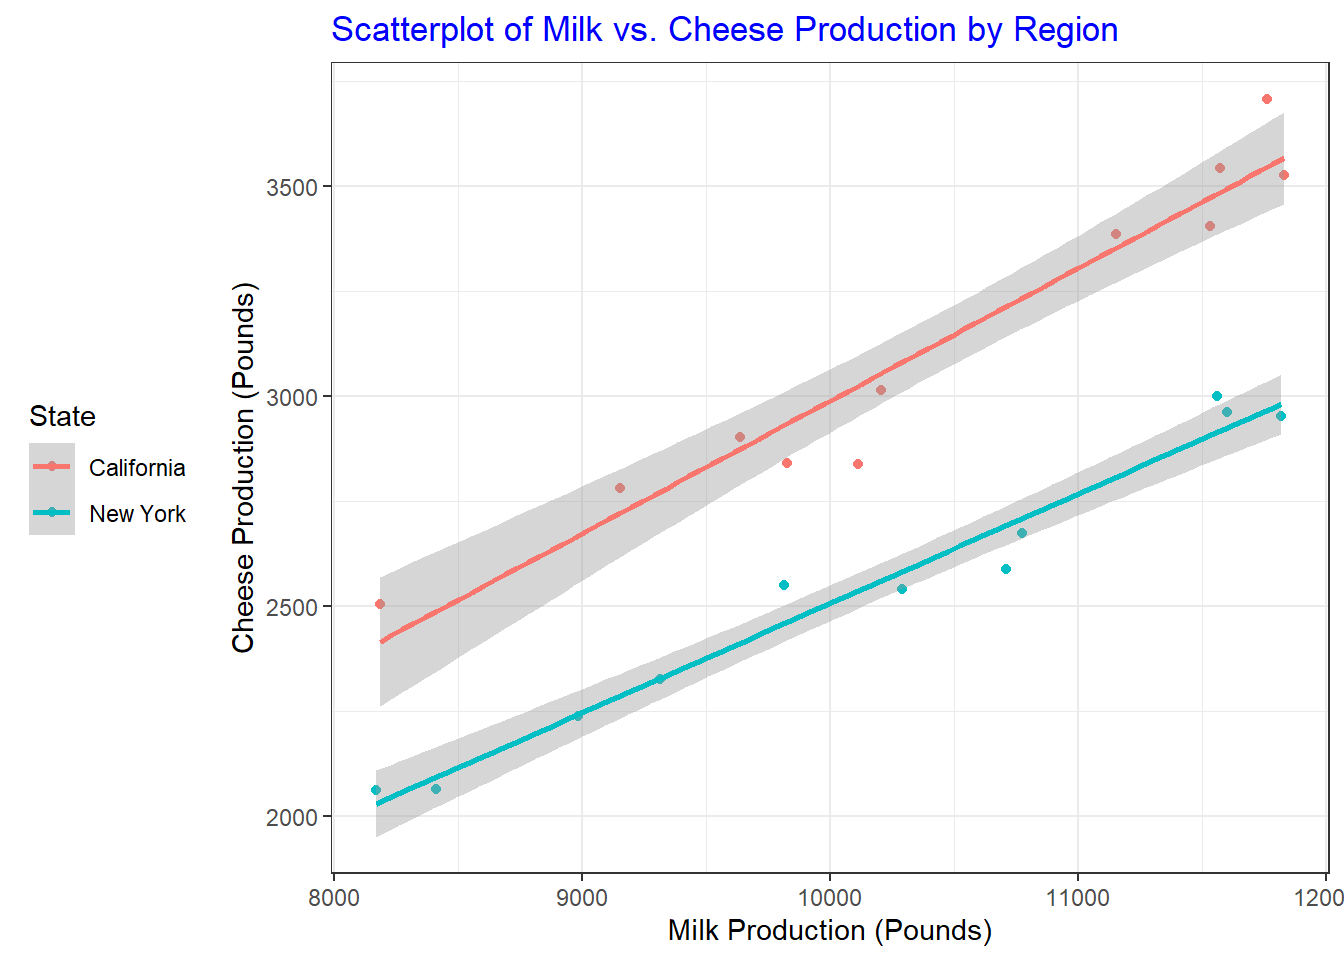 Scatterplot of Milk vs. Cheese Production by Region
Cheese Production (Pounds)
3500
3000
2500
2000
State
California
New York
8000
9000
10000
11000
1200
Milk Production (Pounds)